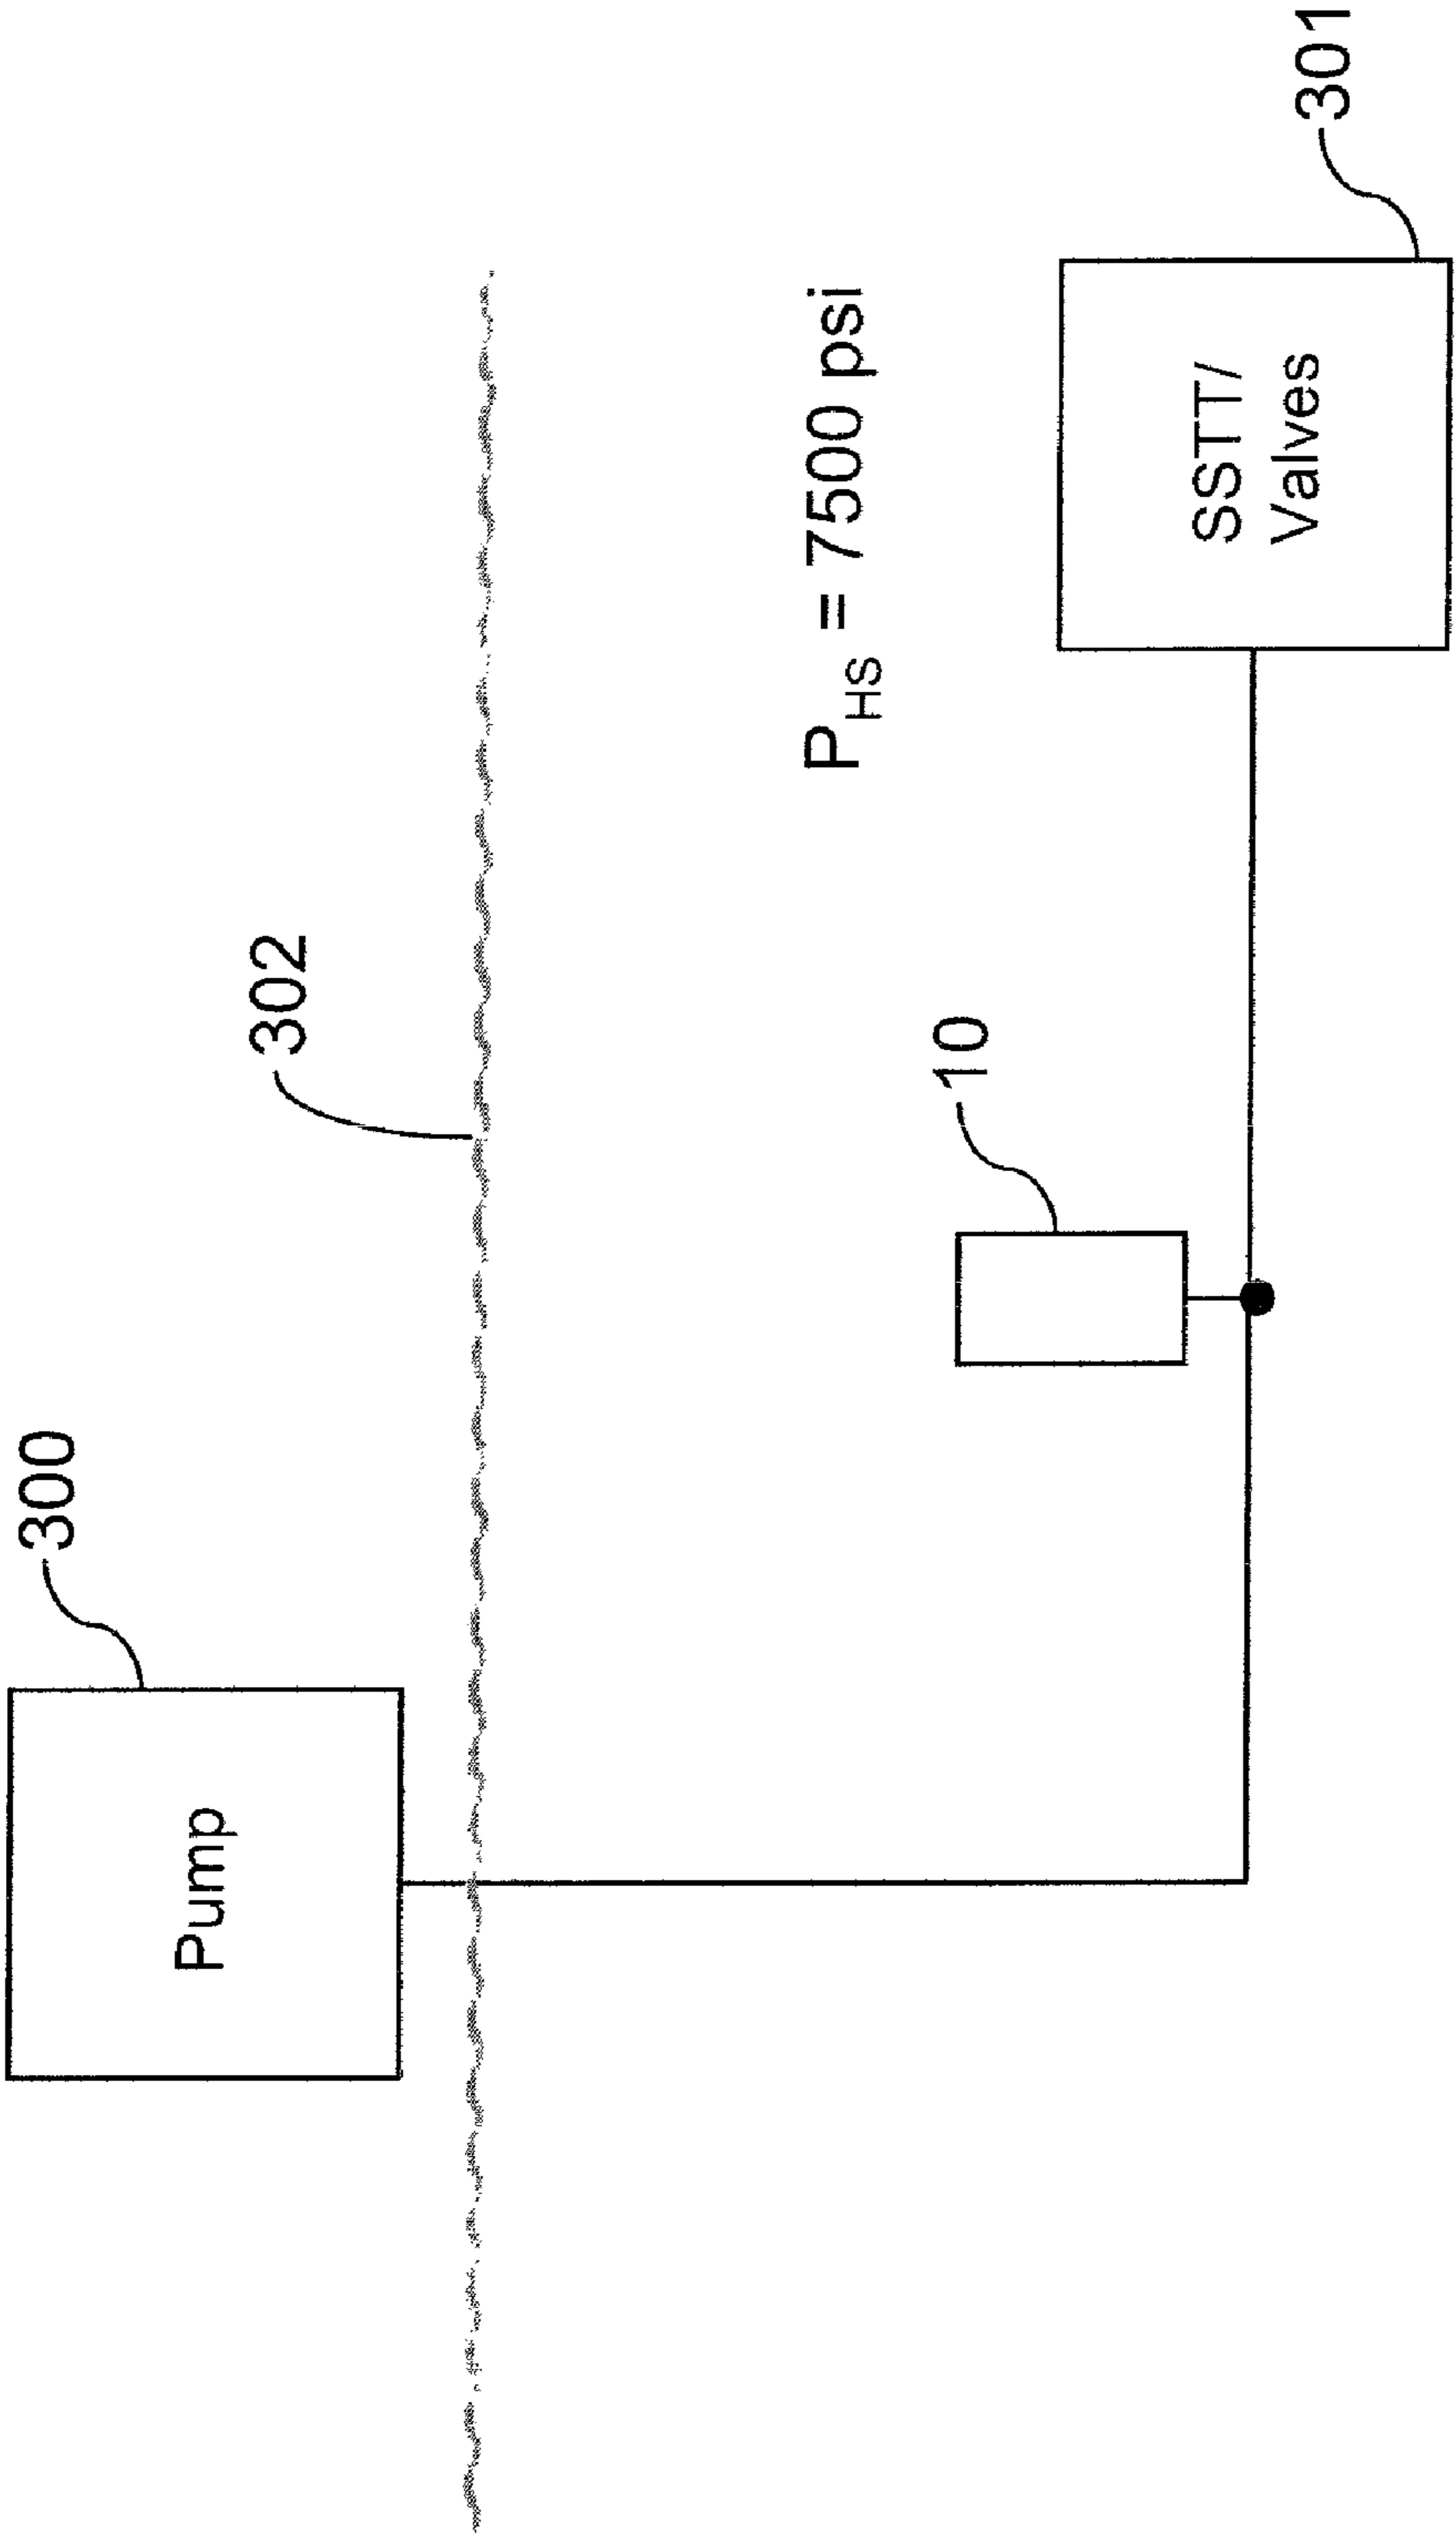 300
Pump
302
P_HS = 7500 psi
10
SSTT/
Valves
301